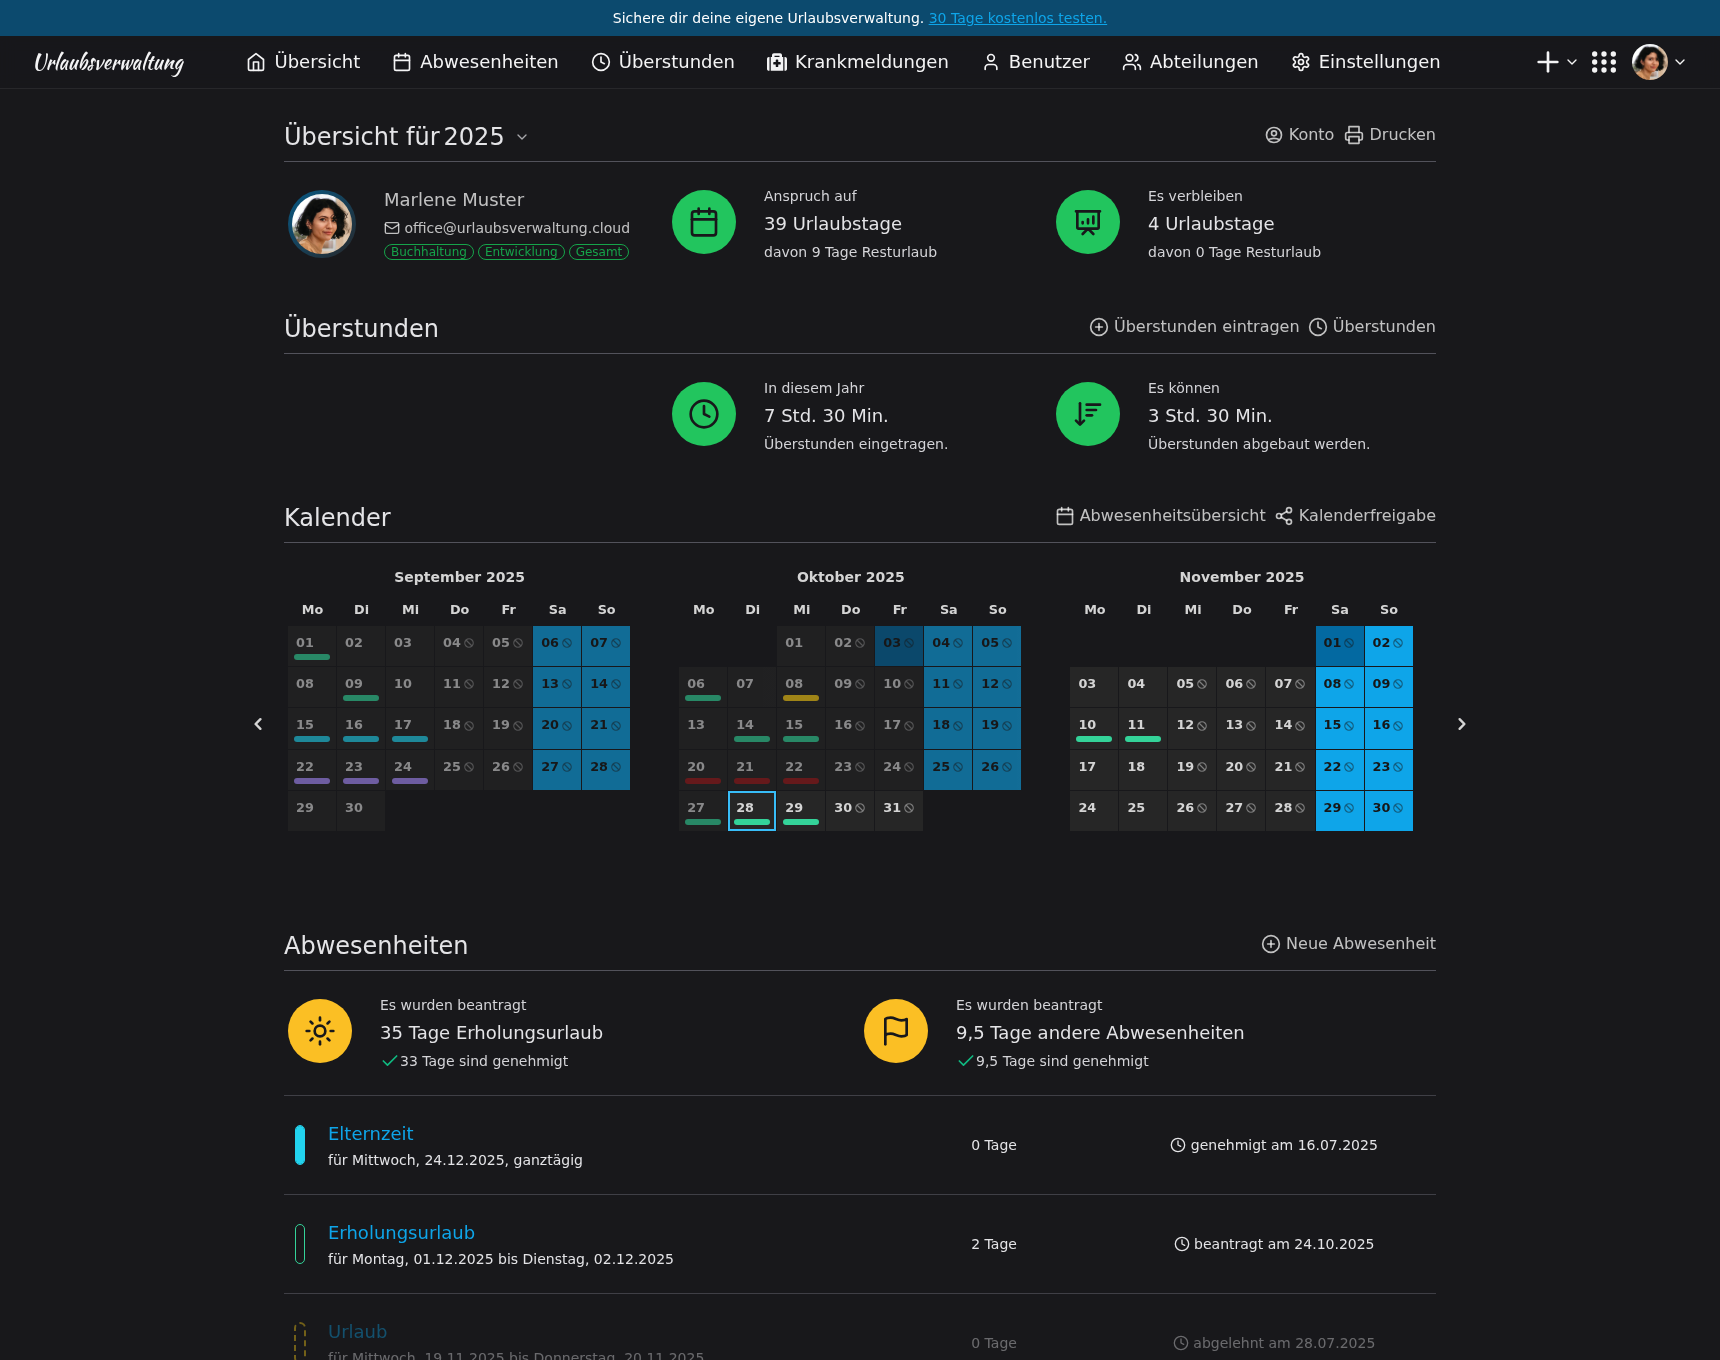 Sichere dir deine eigene Urlaubsverwaltung. 30 Tage kostenlos testen.
Urlaubsverwaltung Übersicht Abwesenheiten Überstunden Krankmeldungen Benutzer Abteilungen Einstellungen
Übersicht für 2025 Konto Drucken
Marlene Muster
office@urlaubsverwaltung.cloud
Buchhaltung Entwicklung Gesamt
Anspruch auf
39 Urlaubstage
davon 9 Tage Resturlaub
Es verbleiben
4 Urlaubstage
davon 0 Tage Resturlaub
Überstunden Überstunden eintragen Überstunden
In diesem Jahr
7 Std. 30 Min.
Überstunden eingetragen.
Es können
3 Std. 30 Min.
Überstunden abgebaut werden.
Kalender Abwesenheitsübersicht Kalenderfreigabe
September 2025
Mo Di Mi Do Fr Sa So
01 02 03 04 05 06 07
08 09 10 11 12 13 14
15 16 17 18 19 20 21
22 23 24 25 26 27 28
29 30
Oktober 2025
Mo Di Mi Do Fr Sa So
01 02 03 04 05
06 07 08 09 10 11 12
13 14 15 16 17 18 19
20 21 22 23 24 25 26
27 28 29 30 31
November 2025
Mo Di Mi Do Fr Sa So
01 02
03 04 05 06 07 08 09
10 11 12 13 14 15 16
17 18 19 20 21 22 23
24 25 26 27 28 29 30
Abwesenheiten Neue Abwesenheit
Es wurden beantragt
35 Tage Erholungsurlaub
33 Tage sind genehmigt
Es wurden beantragt
9,5 Tage andere Abwesenheiten
9,5 Tage sind genehmigt
Elternzeit
für Mittwoch, 24.12.2025, ganztägig
0 Tage
genehmigt am 16.07.2025
Erholungsurlaub
für Montag, 01.12.2025 bis Dienstag, 02.12.2025
2 Tage
beantragt am 24.10.2025
Urlaub
für Mittwoch, 19.11.2025 bis Donnerstag, 20.11.2025
0 Tage
abgelehnt am 28.07.2025